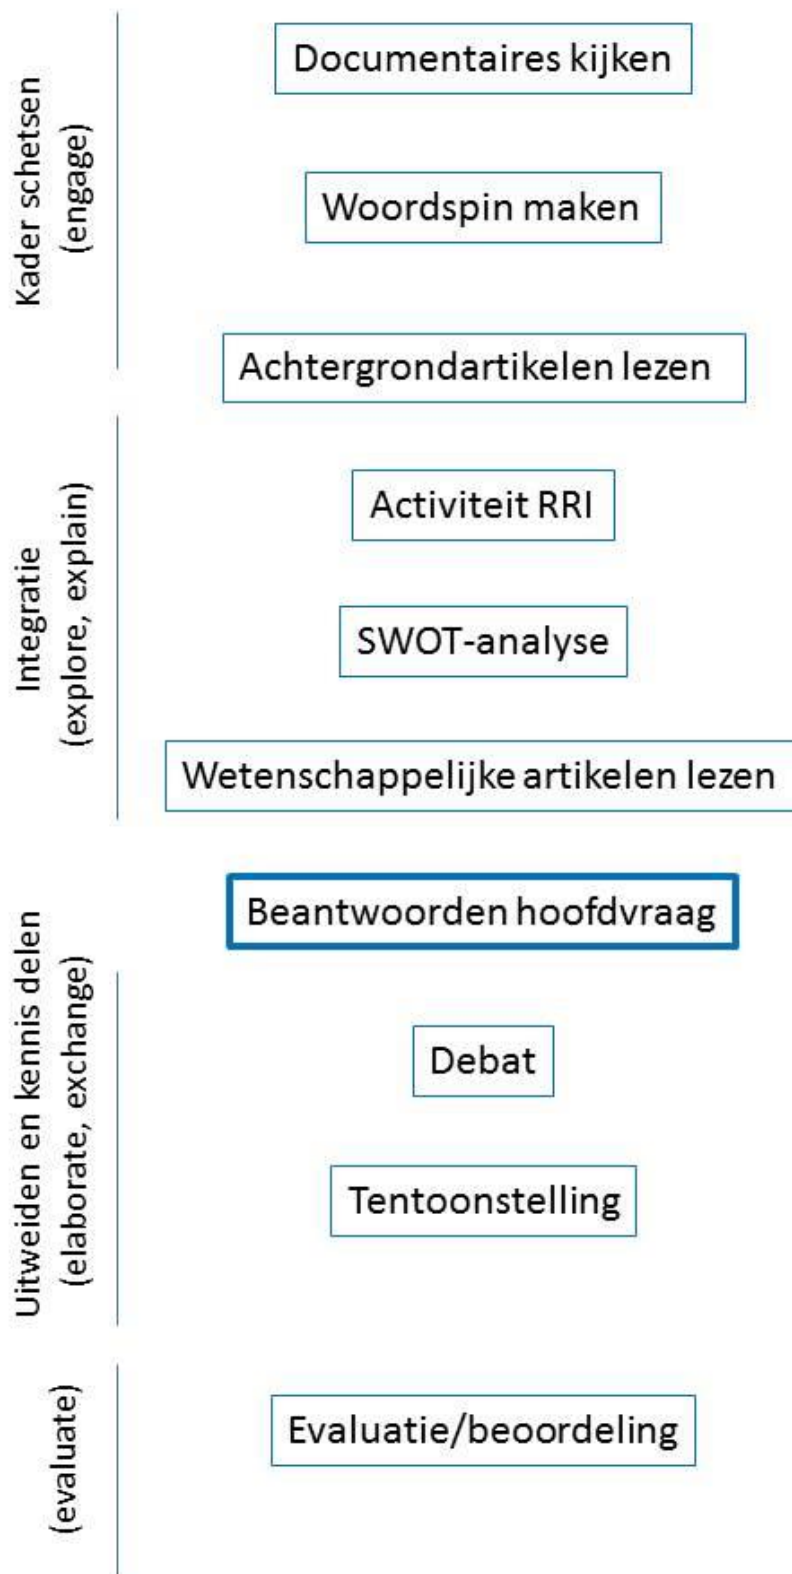 Kader schetsen
(engage)
Documentaires kijken
Woordspin maken
Achtergrondartikelen lezen
Integratie
(explore, explain)
Activiteit RRI
SWOT-analyse
Wetenschappelijke artikelen lezen
Beantwoorden hoofdvraag
Uitweiden en kennis delen
(elaborate, exchange)
Debat
Tentoonstelling
(evaluate)
Evaluatie/beoordeling